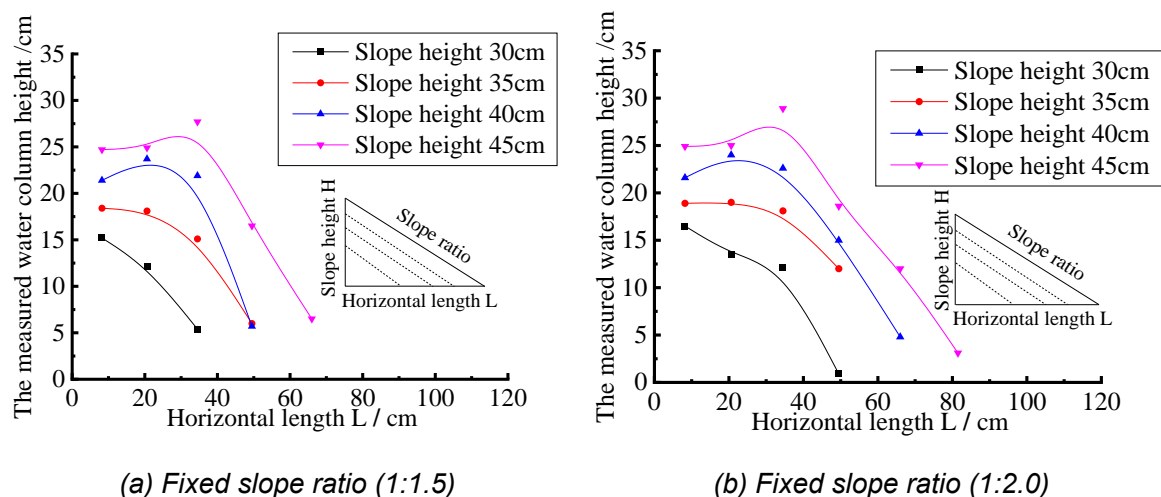 The measured water column height /cm
35
30
25
20
15
10
5
0
0 20 40 60 80 100 120
Horizontal length L / cm
Slope height 30cm
Slope height 35cm
Slope height 40cm
Slope height 45cm
Slope height H
Slope ratio
Horizontal length L
(a) Fixed slope ratio (1:1.5)
The measured water column height /cm
35
30
25
20
15
10
5
0
0 20 40 60 80 100 120
Horizontal length L / cm
Slope height 30cm
Slope height 35cm
Slope height 40cm
Slope height 45cm
Slope height H
Slope ratio
Horizontal length L
(b) Fixed slope ratio (1:2.0)